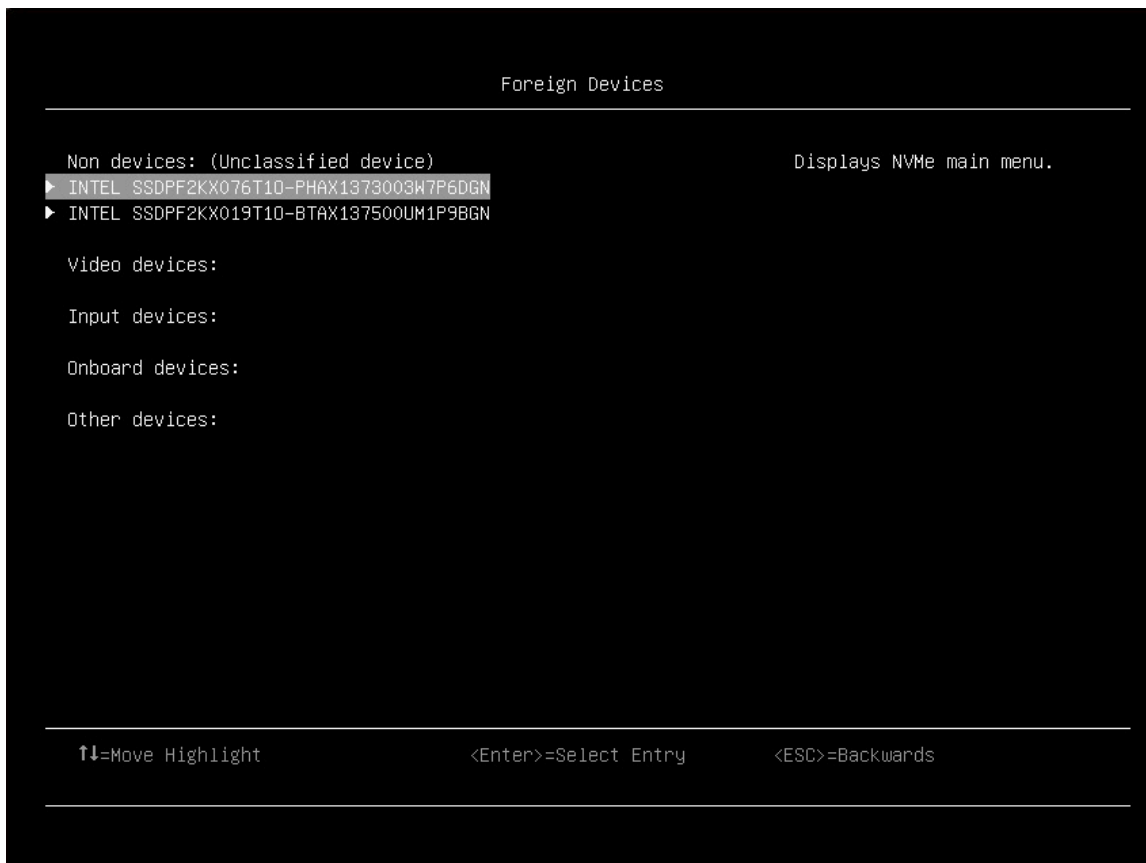 Foreign Devices
Non devices: (Unclassified device)
Displays NVMe main menu.
▶ INTEL SSDPF2KX076T1O-PHAX1373003W7P6DGN
▶ INTEL SSDPF2KX019T1O-BTAX137500UM1P9BGN
Video devices:
Input devices:
Onboard devices:
Other devices:
↑↓=Move Highlight <Enter>=Select Entry <ESC>=Backwards